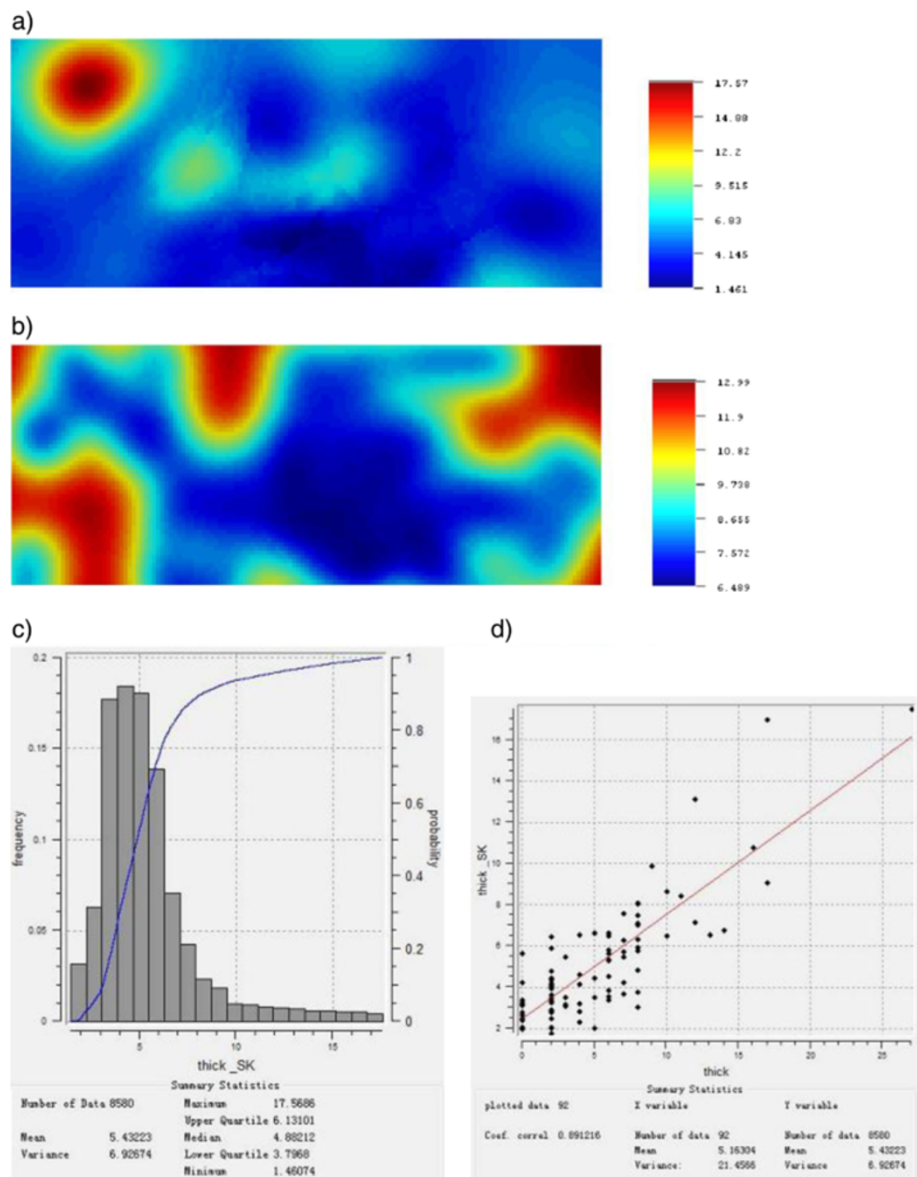 a)
17.57
14.88
12.2
9.515
6.83
4.145
1.461
b)
12.99
11.9
10.82
9.738
8.655
7.572
6.489
c)
0.2
0.15
0.1
0.05
0
frequency
1
0.8
0.6
0.4
0.2
0
probability
5
10
15
thick _SK
Summary Statistics
Number of Data 8580
Mean 5.43223
Variance 6.92674
Maximum 17.5686
Upper Quartile 6.13101
Median 4.88212
Lower Quartile 3.7968
Minimum 1.46074
d)
16
14
12
10
8
6
4
2
thick _SK
0
5
10
15
20
25
thick
Summary Statistics
plotted data 92
Coef. correl 0.891216
X variable
Number of data 92
Mean 5.16304
Variance: 21.4566
Y variable
Number of data 8580
Mean 5.43223
Variance 6.92674